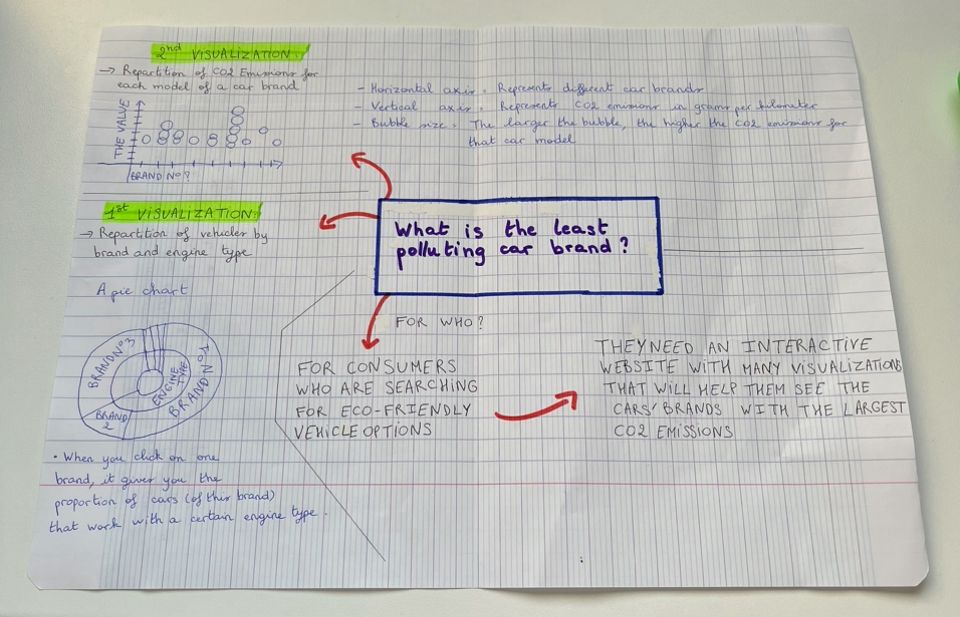 2nd VISUALIZATION:
→ Repartition of CO2 Emissions for
each model of a car brand
THE VALUE
BRAND No ?
- Horizontal axis: Represents different car brands
- Vertical axis: Represents CO2 emissions in grams per kilometer
- Bubble size: The larger the bubble, the higher the CO2 emissions for
that car model
1st VISUALIZATION:
→ Repartition of vehicles by
brand and engine type
A pie chart
BRAND No3
ENGINE TYPE
BRAND No1
BRAND
2
• When you click on one
brand, it gives you the
proportion of cars (of this brand)
that work with a certain engine type.
What is the least
polluting car brand?
FOR WHO?
FOR CONSUMERS
WHO ARE SEARCHING
FOR ECO-FRIENDLY
VEHICLE OPTIONS
THEY NEED AN INTERACTIVE
WEBSITE WITH MANY VISUALIZATIONS
THAT WILL HELP THEM SEE THE
CARS' BRANDS WITH THE LARGEST
CO2 EMISSIONS